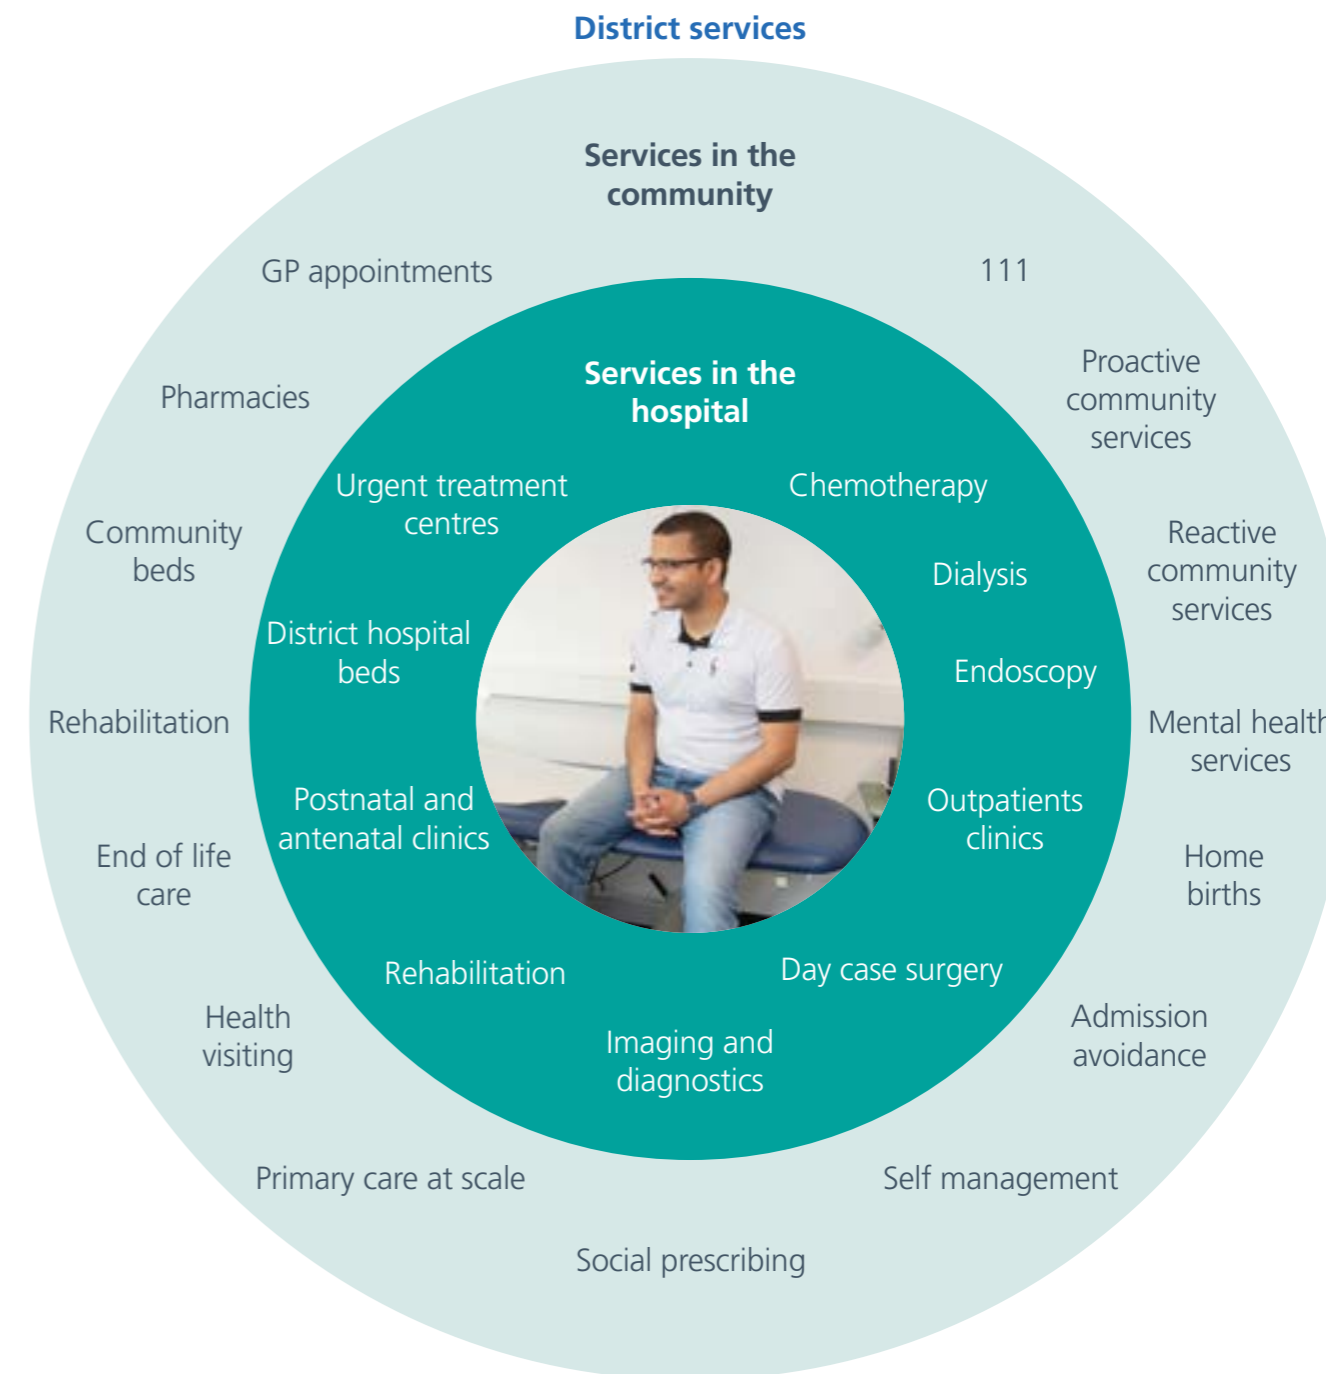 District services
Services in the
community
GP appointments
111
Pharmacies
Proactive
community
services
Community
beds
Reactive
community
services
Rehabilitation
Mental health
services
End of life
care
Home
births
Health
visiting
Admission
avoidance
Primary care at scale
Self management
Social prescribing
Services in the
hospital
Urgent treatment
centres
Chemotherapy
Dialysis
District hospital
beds
Endoscopy
Postnatal and
antenatal clinics
Outpatients
clinics
Rehabilitation
Day case surgery
Imaging and
diagnostics